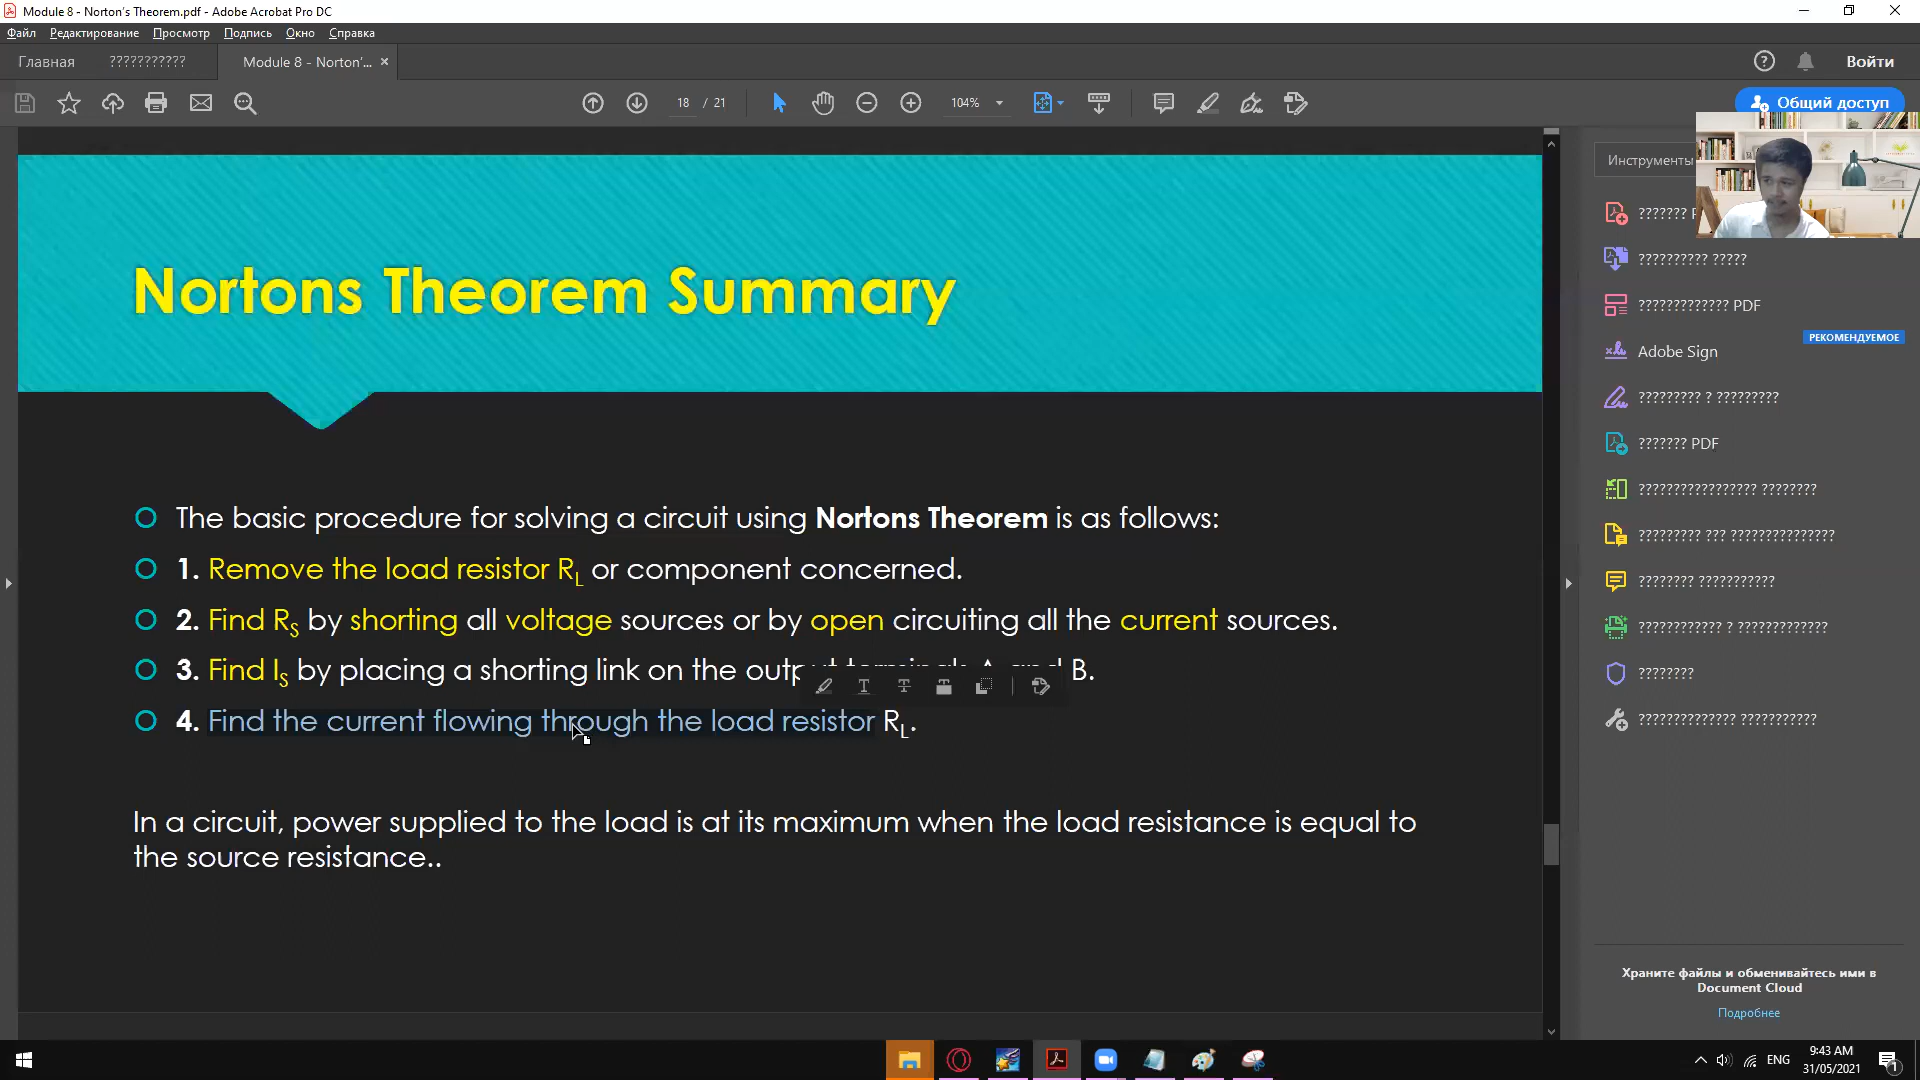 Module 8 - Norton's Theorem.pdf - Adobe Acrobat Pro DC
Файл Редактирование Просмотр Подпись Окно Справка
Главная ??????????? Module 8 - Norton'... × Войти
18 / 21 104% Общий доступ
Инструменты
Nortons Theorem Summary
The basic procedure for solving a circuit using Nortons Theorem is as follows:
1. Remove the load resistor RL or component concerned.
2. Find RS by shorting all voltage sources or by open circuiting all the current sources.
3. Find IS by placing a shorting link on the output terminals A and B.
4. Find the current flowing through the load resistor RL.
In a circuit, power supplied to the load is at its maximum when the load resistance is equal to
the source resistance..
??????? P
?????????? ?????
????????????? PDF
РЕКОМЕНДУЕМОЕ
Adobe Sign
????????? ? ?????????
??????? PDF
????????????????? ????????
????????? ??? ???????????????
???????? ???????????
???????????? ? ?????????????
????????
?????????????? ???????????
Храните файлы и обменивайтесь ими в
Document Cloud
Подробнее
ENG
9:43 AM
31/05/2021
1